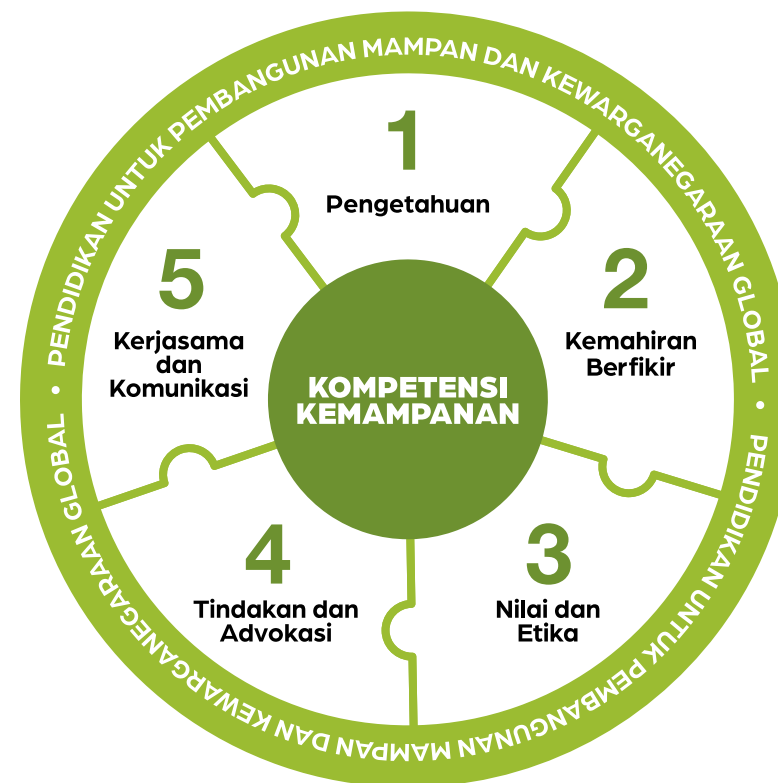 PENDIDIKAN UNTUK PEMBANGUNAN MAMPAN DAN KEWARGANEGARAAN GLOBAL •
PENDIDIKAN UNTUK PEMBANGUNAN MAMPAN DAN KEWARGANEGARAAN GLOBAL •
1
Pengetahuan
2
Kemahiran
Berfikir
3
Nilai dan
Etika
4
Tindakan dan
Advokasi
5
Kerjasama
dan
Komunikasi
KOMPETENSI
KEMAMPANAN